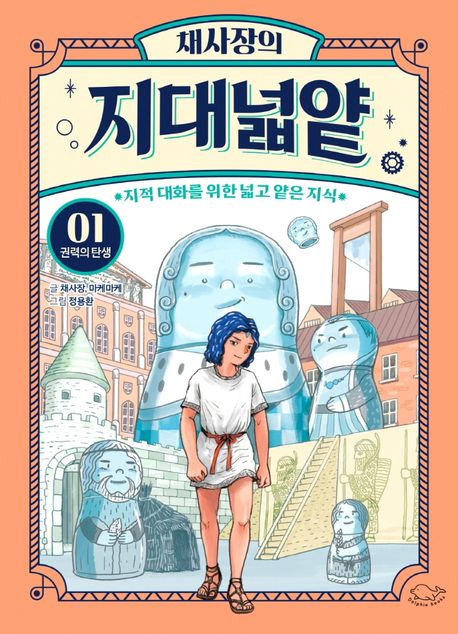 채사장의
지대넓얕
지적 대화를 위한 넓고 얕은 지식
01
권력의 탄생
글 채사장, 마케마케
그림 정용환
Dolphin Books